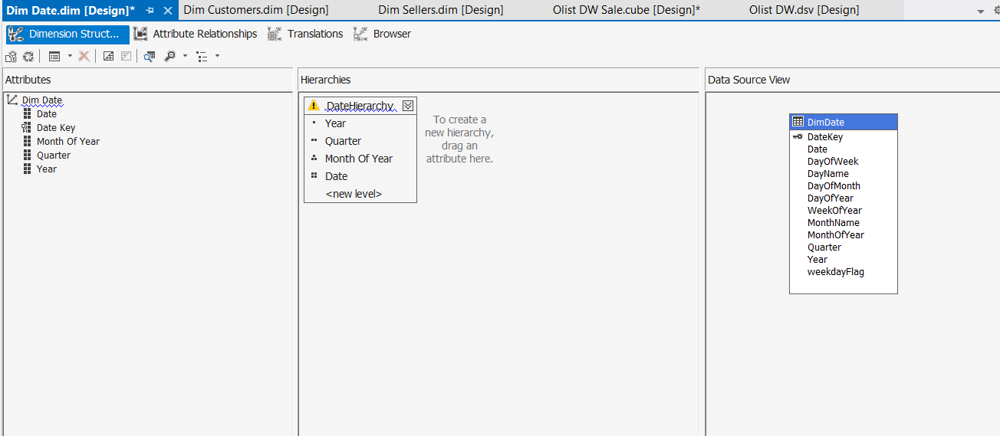 Dim Date.dim [Design]*
Dim Customers.dim [Design]
Dim Sellers.dim [Design]
Olist DW Sale.cube [Design]*
Olist DW.dsv [Design]
Dimension Struct...
Attribute Relationships
Translations
Browser
Attributes
Dim Date
Date
Date Key
Month Of Year
Quarter
Year
Hierarchies
DateHierarchy
Year
Quarter
Month Of Year
Date
<new level>
To create a
new hierarchy,
drag an
attribute here.
Data Source View
DimDate
DateKey
Date
DayOfWeek
DayName
DayOfMonth
DayOfYear
WeekOfYear
MonthName
MonthOfYear
Quarter
Year
weekdayFlag